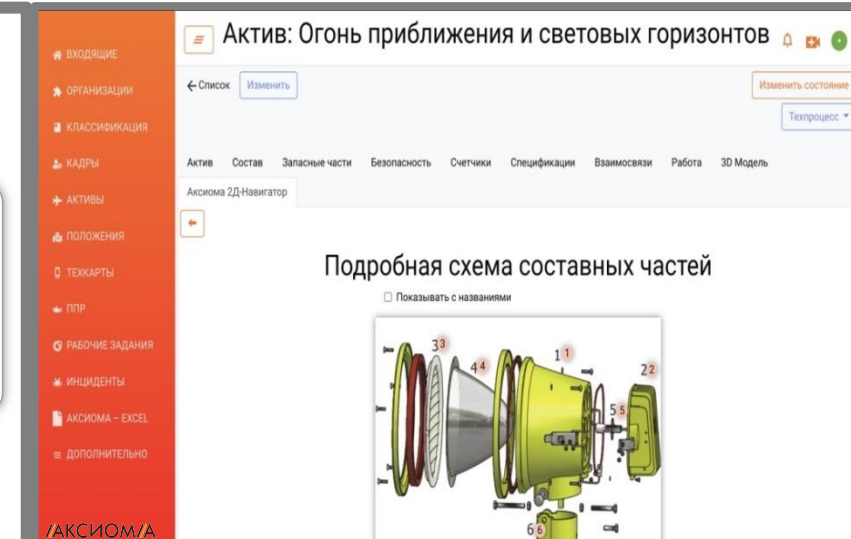 Актив: Огонь приближения и световых горизонтов
ВХОДЯЩИЕ
ОРГАНИЗАЦИИ
КЛАССИФИКАЦИЯ
КАДРЫ
АКТИВЫ
ПОЛОЖЕНИЯ
ТЕХКАРТЫ
ППР
РАБОЧИЕ ЗАДАНИЯ
ИНЦИДЕНТЫ
АКСИОМА – EXCEL
ДОПОЛНИТЕЛЬНО
/АКСИОМ/А
Список Изменить Изменить состояние
Техпроцесс
Актив Состав Запасные части Безопасность Счетчики Спецификации Взаимосвязи Работа 3D Модель
Аксиома 2Д-Навигатор
Подробная схема составных частей
Показывать с названиями
3 3
1 1
4 4
2 2
5 5
6 6